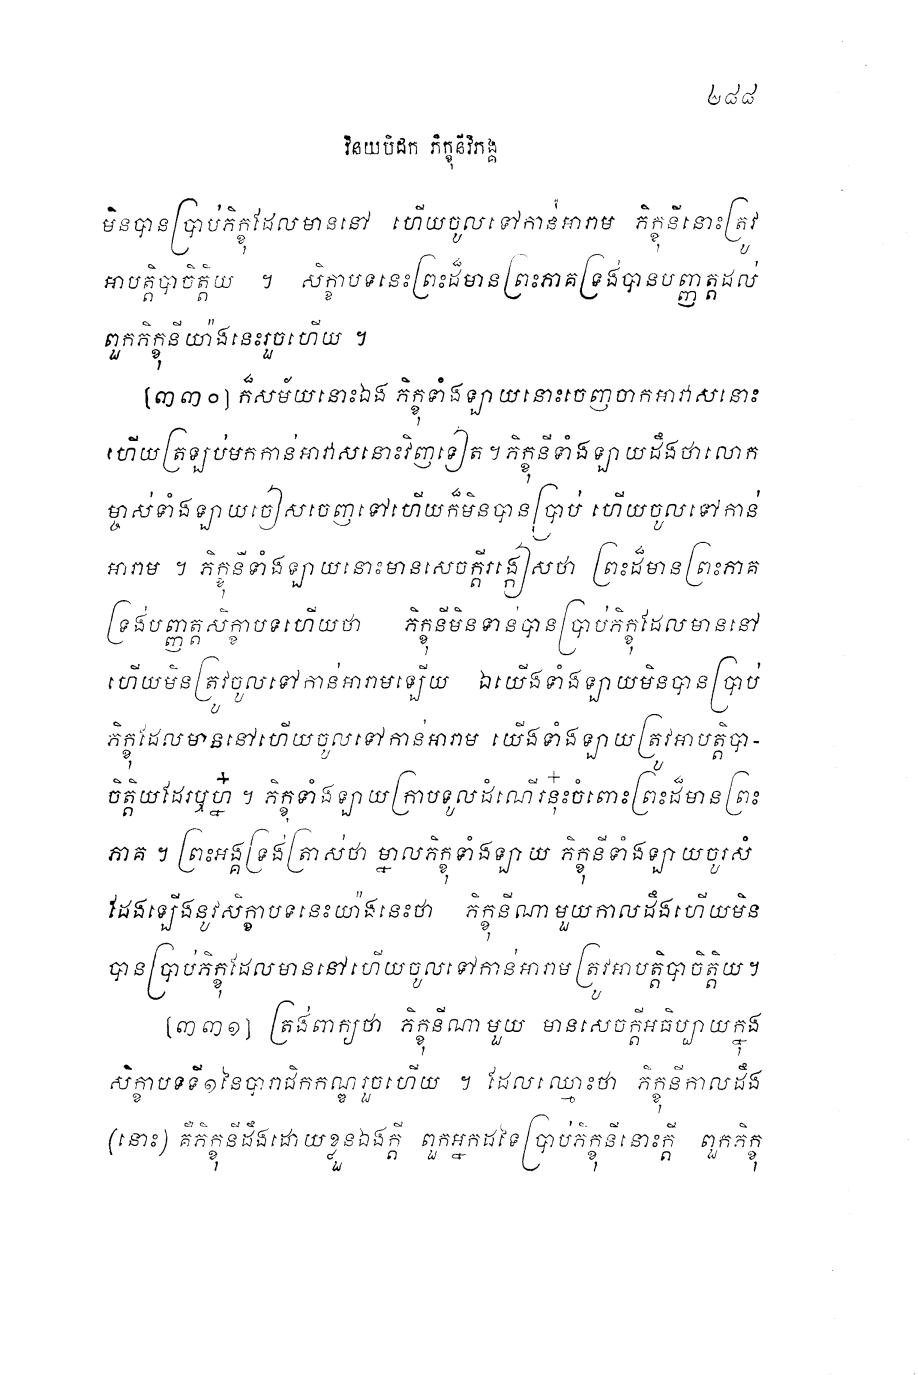 ២៨៨
វិនយបិដក ភិក្ខុនីវិភង្គ
មិនបានប្រាប់ភិក្ខុដែលមាននៅ ហើយចូលទៅកាន់អារាម ភិក្ខុនីនោះត្រូវ
អាបត្តិបាចិត្តិយ ។ សិក្ខាបទនេះព្រះដ៏មានព្រះភាគទ្រង់បានបញ្ញត្តដល់
ពួកភិក្ខុនីយ៉ាងនេះរួចហើយ ។
(៣៣០) ក៏សម័យនោះឯង ភិក្ខុទាំងឡាយនោះចេញចាកអាវាសនោះ
ហើយត្រឡប់មកកាន់អាវាសនោះវិញទៀត ។ ភិក្ខុនីទាំងឡាយដឹងថាលោក
ម្ចាស់ទាំងឡាយចៀសចេញទៅហើយក៏មិនបានប្រាប់ ហើយចូលទៅកាន់
អារាម ។ ភិក្ខុនីទាំងឡាយនោះមានសេចក្តីរង្កៀសថា ព្រះដ៏មានព្រះភាគ
ទ្រង់បញ្ញត្តសិក្ខាបទហើយថា ភិក្ខុនីមិនទាន់បានប្រាប់ភិក្ខុដែលមាននៅ
ហើយមិនត្រូវចូលទៅកាន់អារាមឡើយ ឯយើងទាំងឡាយមិនបានប្រាប់
ភិក្ខុដែលមាននៅហើយចូលទៅកាន់អារាម យើងទាំងឡាយត្រូវអាបត្តិបា-
ចិត្តិយដែរឬហ្ន៎ ។ ភិក្ខុទាំងឡាយក្រាបទូលដំណើរនុ៎ះចំពោះព្រះដ៏មានព្រះ
ភាគ ។ ព្រះអង្គទ្រង់ត្រាស់ថា ម្នាលភិក្ខុទាំងឡាយ ភិក្ខុនីទាំងឡាយចូរសំ
ដែងឡើងនូវសិក្ខាបទនេះយ៉ាងនេះថា ភិក្ខុនីណាមួយកាលដឹងហើយមិន
បានប្រាប់ភិក្ខុដែលមាននៅហើយចូលទៅកាន់អារាមត្រូវអាបត្តិបាចិត្តិយ ។
(៣៣១) ត្រង់ពាក្យថា ភិក្ខុនីណាមួយ មានសេចក្តីអធិប្បាយក្នុង
សិក្ខាបទទី១នៃបារាជិកកណ្ឌរួចហើយ ។ ដែលឈ្មោះថា ភិក្ខុនីកាលដឹង
(នោះ) គឺភិក្ខុនីដឹងដោយខ្លួនឯងក្តី ពួកអ្នកដទៃប្រាប់ភិក្ខុនីនោះក្តី ពួកភិក្ខុ